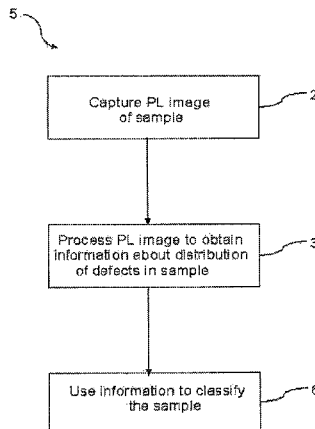 5
Capture PL image
of sample
2
Process PL image to obtain
information about distribution
of defects in sample
3
Use information to classify
the sample
6